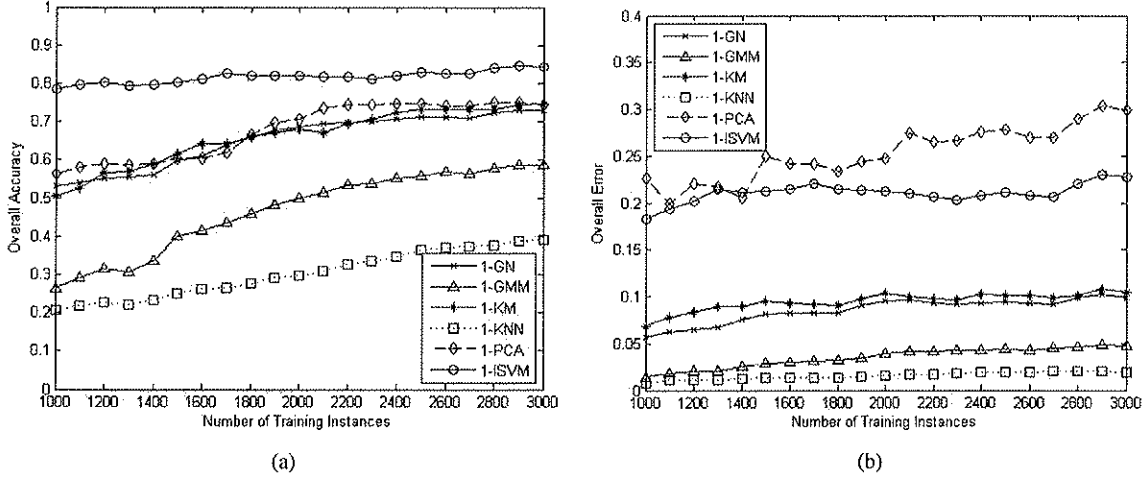 1
0.9
0.8
0.7
0.6
0.5
0.4
0.3
0.2
0.1
0
Overall Accuracy
1-GN
1-GMM
1-KM
1-KNN
1-PCA
1-ISVM
1000 1200 1400 1600 1800 2000 2200 2400 2600 2800 3000
Number of Training Instances
(a)
0.4
0.35
0.3
0.25
0.2
0.15
0.1
0.05
0
Overall Error
1-GN
1-GMM
1-KM
1-KNN
1-PCA
1-ISVM
1000 1200 1400 1600 1800 2000 2200 2400 2600 2800 3000
Number of Training Instances
(b)